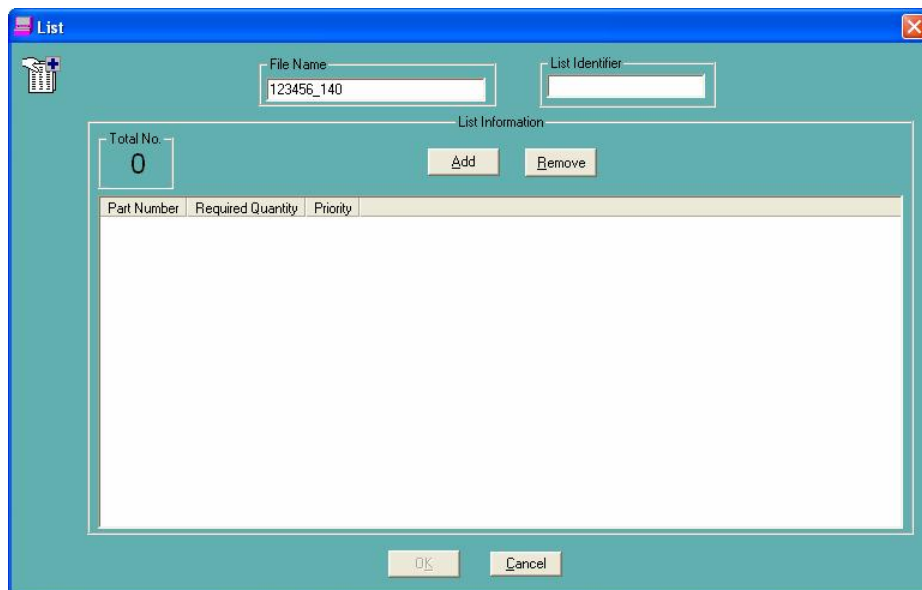 List
File Name
List Identifier
123456_140
List Information
Total No.
0
Add
Remove
Part Number Required Quantity Priority
OK
Cancel